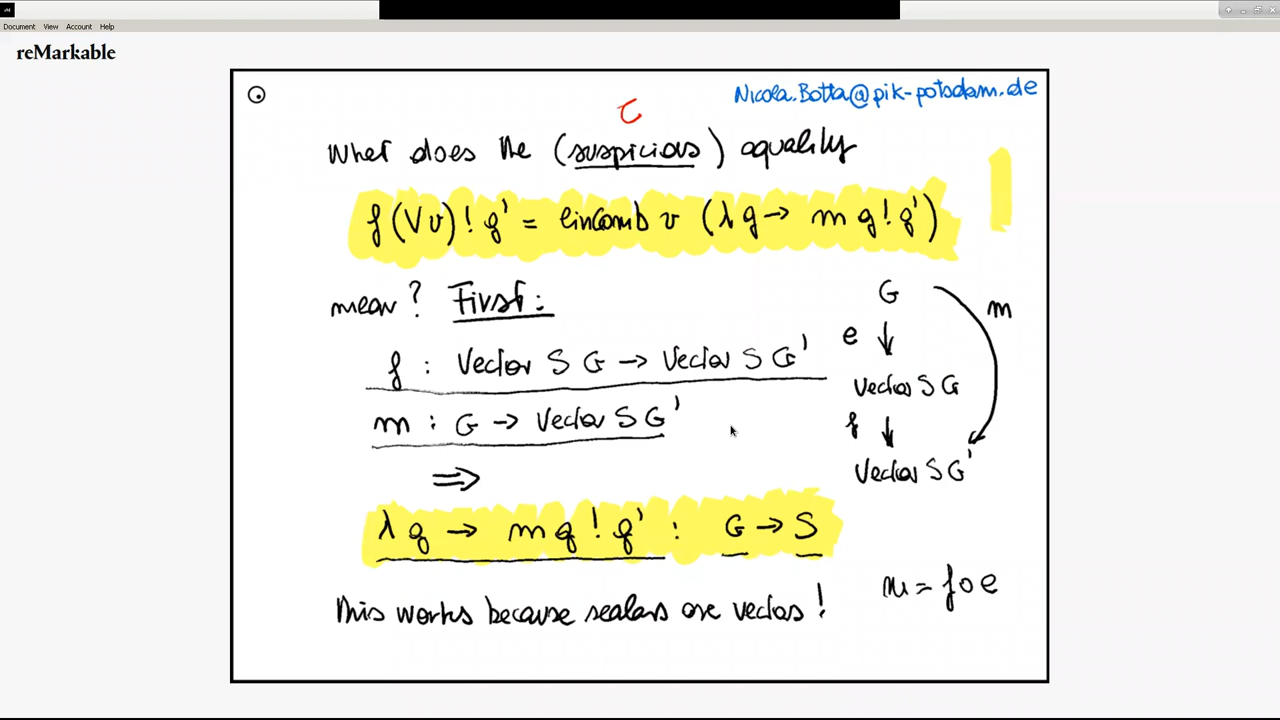 Document View Account Help
reMarkable
Nicola.Botta@pik-potsdam.de
What does the (suspicious) equality
f (V v) ! g' = lincomb v (λ g → m g ! g')
mean? First:
f : Vector S G → Vector S G'
m : G → Vector S G'
⇒
λ g → m g ! g' : G → S
This works because scalars are vectors!
G
m
e ↓
Vector S G
f ↓
Vector S G'
m = f o e